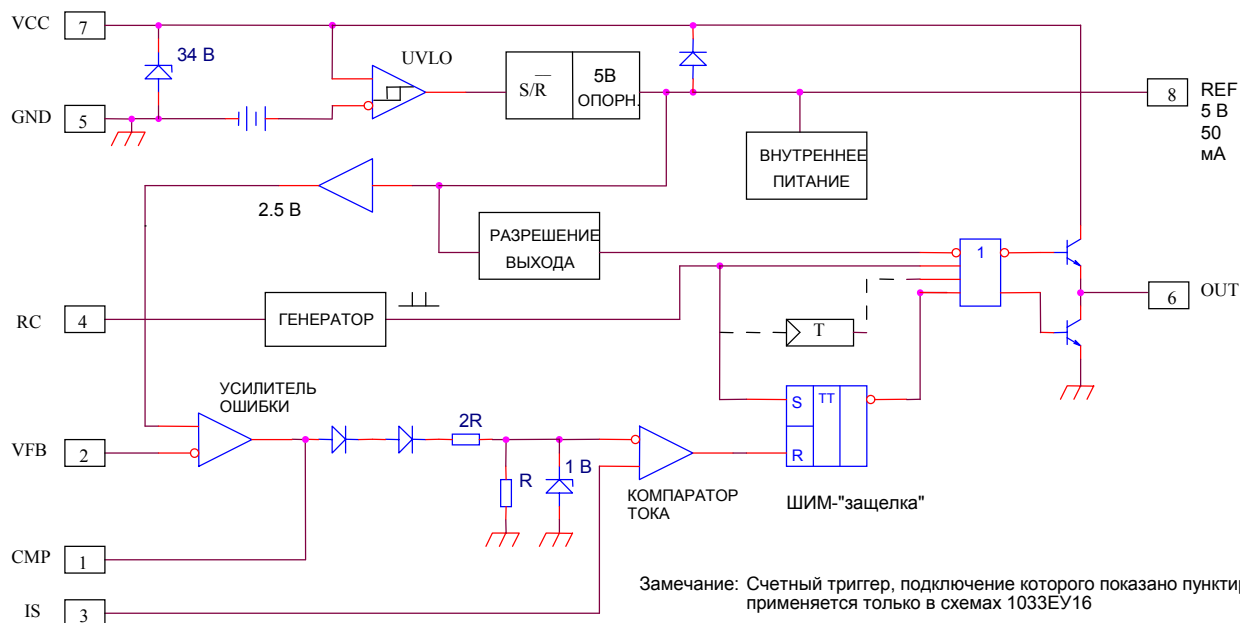 VCC 7
34 В
UVLO
S/R
5В
ОПОРН.
8 REF
5 В
50
мА
GND 5
ВНУТРЕННЕЕ
ПИТАНИЕ
2.5 В
РАЗРЕШЕНИЕ
ВЫХОДА
1
6 OUT
RC 4
ГЕНЕРАТОР
T
УСИЛИТЕЛЬ
ОШИБКИ
S TT
R
2R
VFB 2
R
1 В
КОМПАРАТОР
ТОКА
ШИМ-"защелка"
CMP 1
Замечание: Счетный триггер, подключение которого показано пункти
применяется только в схемах 1033ЕУ16
IS 3